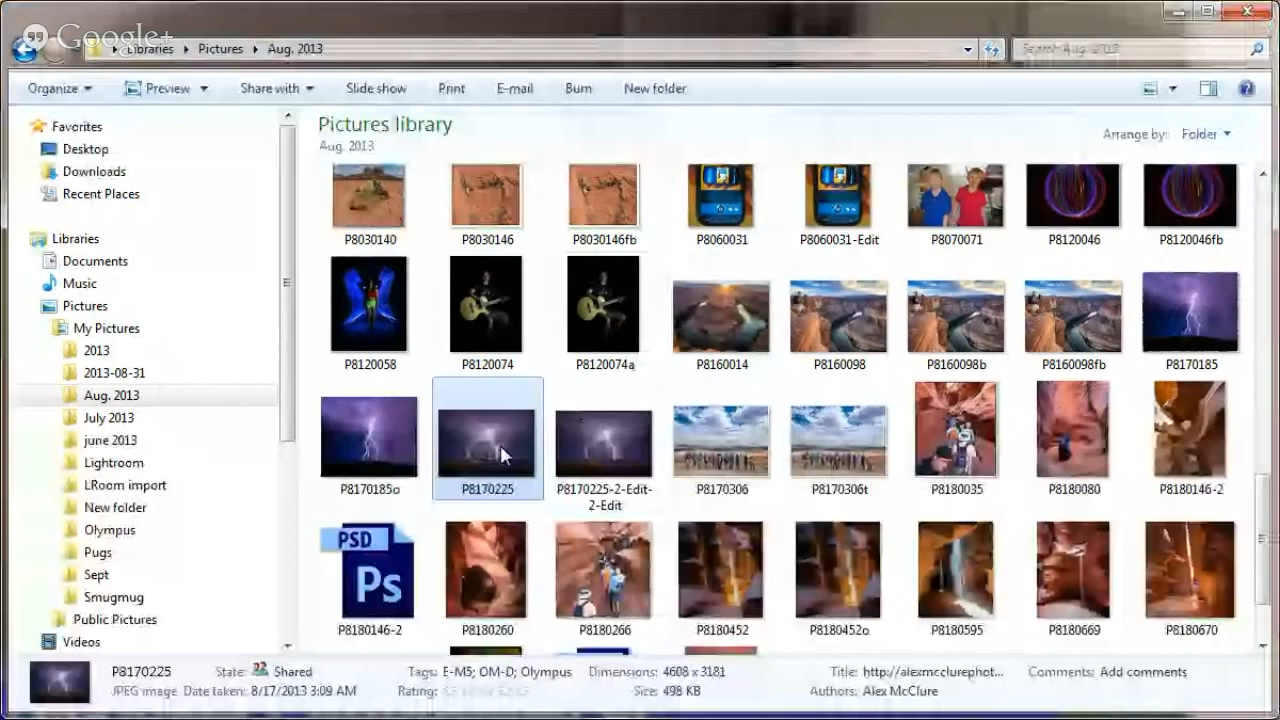 Google+
Libraries Pictures Aug. 2013
Search Aug. 2013
Organize Preview Share with Slide show Print E-mail Burn New folder
Favorites
Desktop
Downloads
Recent Places
Libraries
Documents
Music
Pictures
My Pictures
2013
2013-08-31
Aug. 2013
July 2013
june 2013
Lightroom
LRoom import
New folder
Olympus
Pugs
Sept
Smugmug
Public Pictures
Videos
Pictures library
Aug. 2013
Arrange by: Folder
P8030140 P8030146 P8030146fb P8060031 P8060031-Edit P8070071 P8120046 P8120046fb
P8120058 P8120074 P8120074a P8160014 P8160098 P8160098b P8160098fb P8170185
P8170185o P8170225 P8170225-2-Edit- P8170306 P8170306t P8180035 P8180080 P8180146-2
2-Edit
PSD
Ps
P8180146-2 P8180260 P8180266 P8180452 P8180452o P8180595 P8180669 P8180670
P8170225 State: Shared Tags: E-M5; OM-D; Olympus Dimensions: 4608 x 3181 Title: http://alexmcclurephot... Comments: Add comments
JPEG image Date taken: 8/17/2013 3:09 AM Rating: Size: 498 KB Authors: Alex McClure